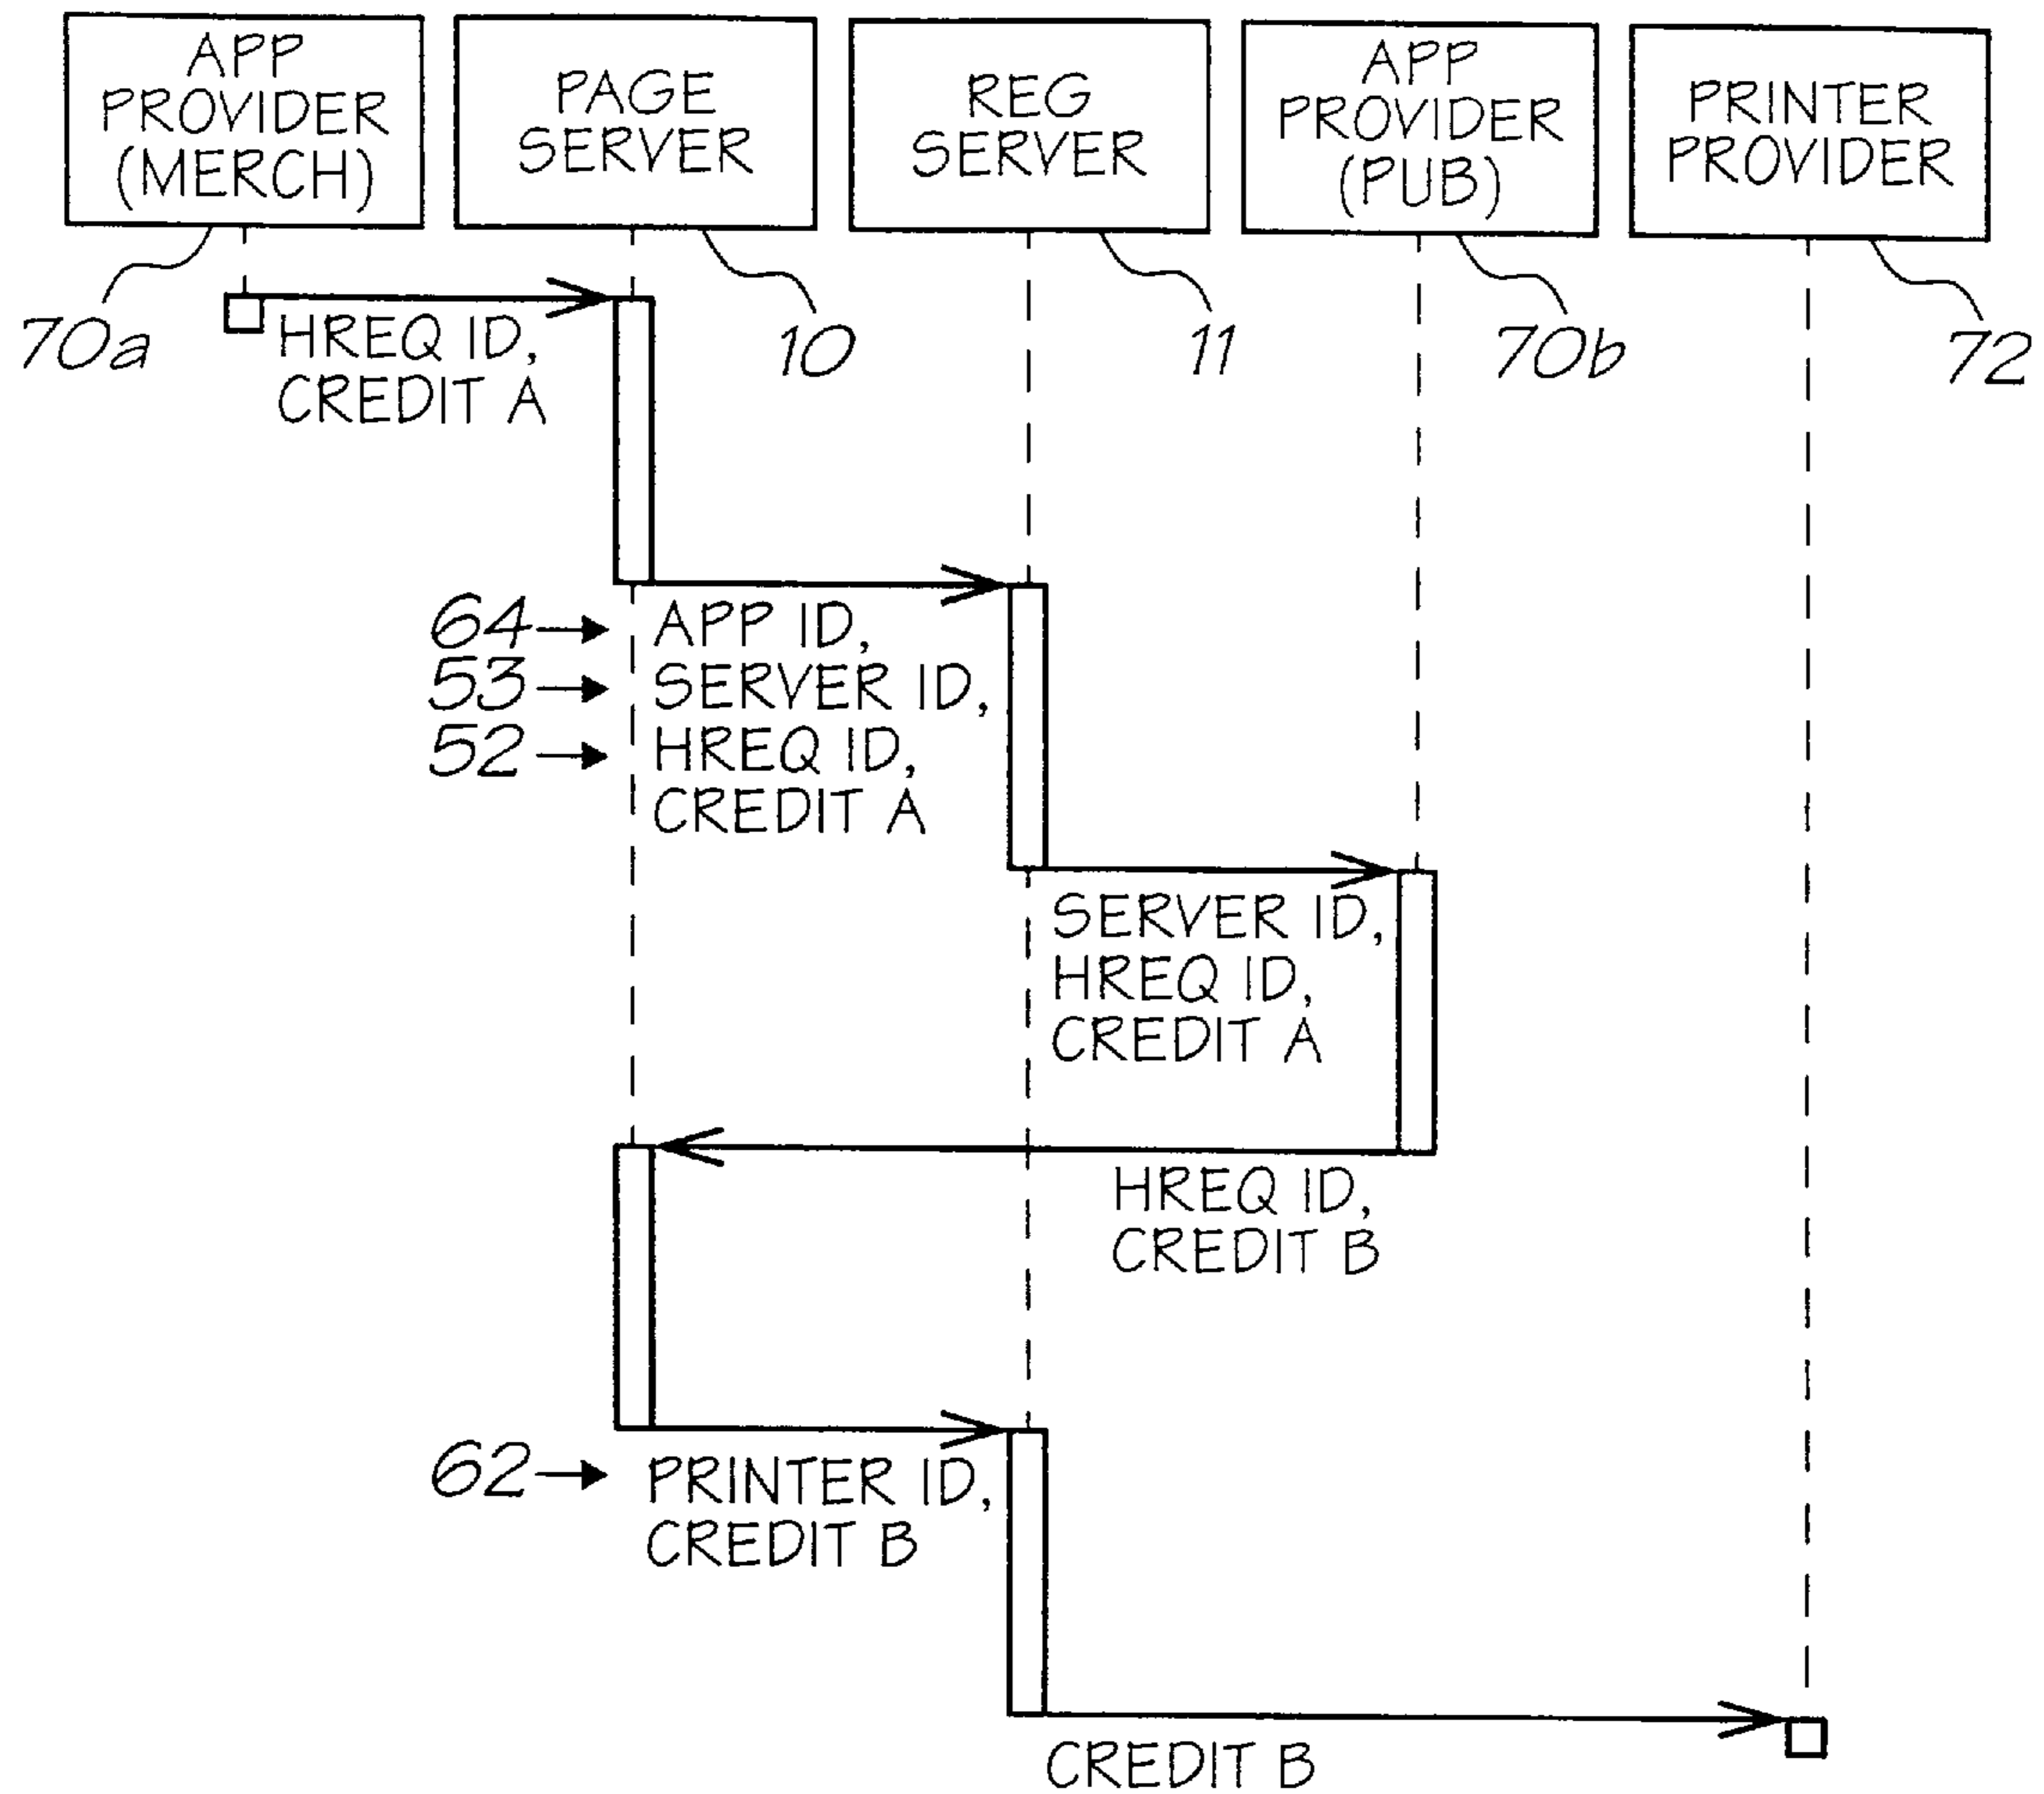 APP
PROVIDER
(MERCH)
PAGE
SERVER
REG
SERVER
APP
PROVIDER
(PUB)
PRINTER
PROVIDER
70a
10
11
70b
72
HREQ ID,
CREDIT A
64
APP ID,
53
SERVER ID,
52
HREQ ID,
CREDIT A
SERVER ID,
HREQ ID,
CREDIT A
HREQ ID,
CREDIT B
62
PRINTER ID,
CREDIT B
CREDIT B